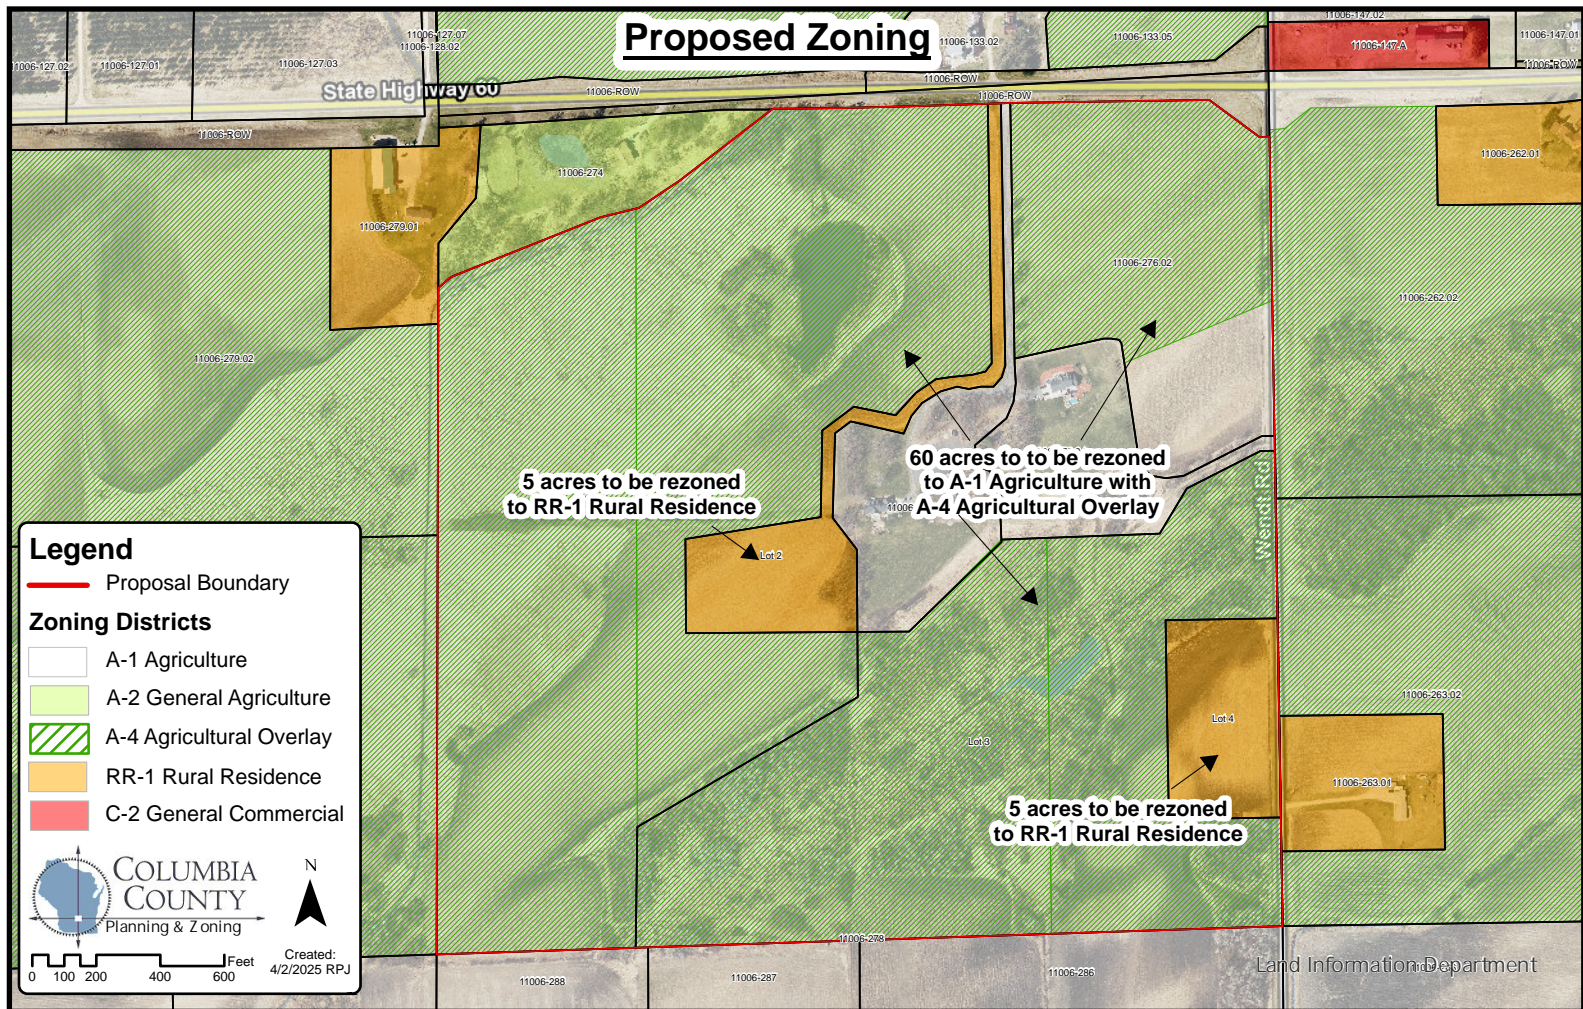 Proposed Zoning
11006-127.07
11006-128.02
11006-133.02
11006-133.05
11006-147.02
11006-147.A
11006-147.01
11006-127.02
11006-127.01
11006-127.03
11006-ROW
11006-ROW
State Highway 60
11006-ROW
11006-ROW
11006-ROW
11006-274
11006-262.01
11006-279.01
11006-276.02
11006-262.02
11006-279.02
60 acres to to be rezoned
to A-1 Agriculture with
A-4 Agricultural Overlay
5 acres to be rezoned
to RR-1 Rural Residence
11006
Wendt Rd
Lot 2
11006-263.02
Lot 4
Lot 3
11006-263.01
5 acres to be rezoned
to RR-1 Rural Residence
11006-278
11006-288
11006-287
11006-286
Land Information Department
Legend
Proposal Boundary
Zoning Districts
A-1 Agriculture
A-2 General Agriculture
A-4 Agricultural Overlay
RR-1 Rural Residence
C-2 General Commercial
COLUMBIA
COUNTY
Planning & Zoning
N
Created:
4/2/2025 RPJ
Feet
0 100 200 400 600